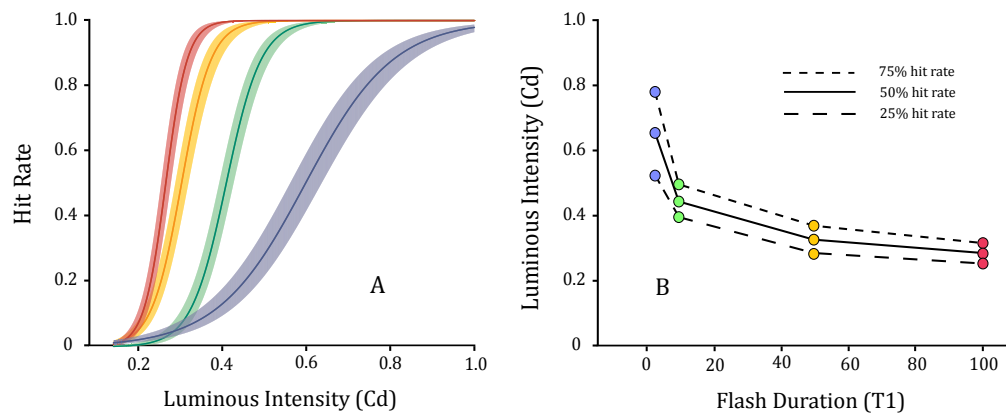 1.0
0.8
0.6
0.4
0.2
0
Hit Rate
A
0.2
0.4
0.6
0.8
1.0
Luminous Intensity (Cd)
1.0
0.8
0.6
0.4
0.2
0
Luminous Intensity (Cd)
75% hit rate
50% hit rate
25% hit rate
B
0
20
40
60
80
100
Flash Duration (T1)